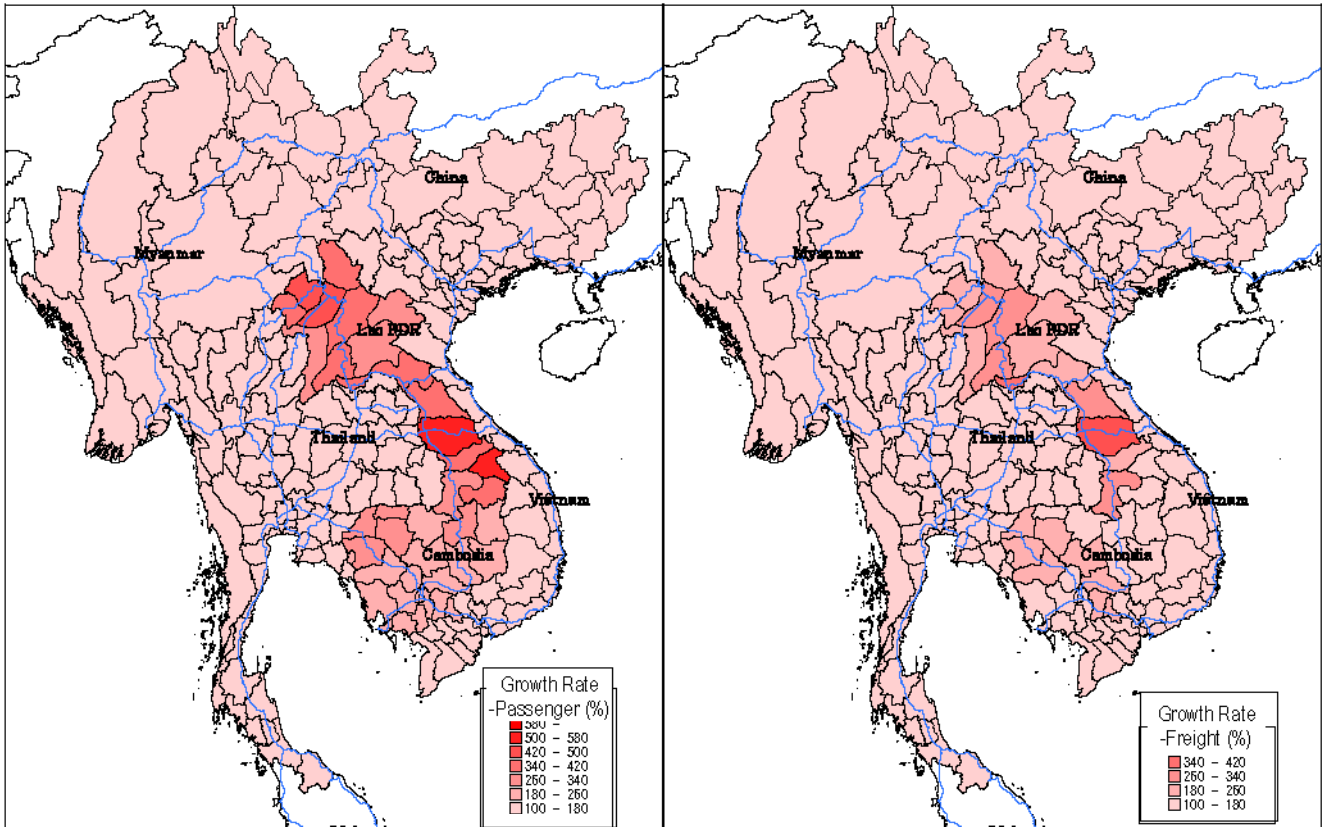 China
Myanmar
Lao PDR
Thailand
Vietnam
Cambodia
Growth Rate
-Passenger (%)
580 -
500 - 580
420 - 500
340 - 420
250 - 340
180 - 250
100 - 180
China
Myanmar
Lao PDR
Thailand
Vietnam
Cambodia
Growth Rate
-Freight (%)
340 - 420
250 - 340
180 - 250
100 - 180